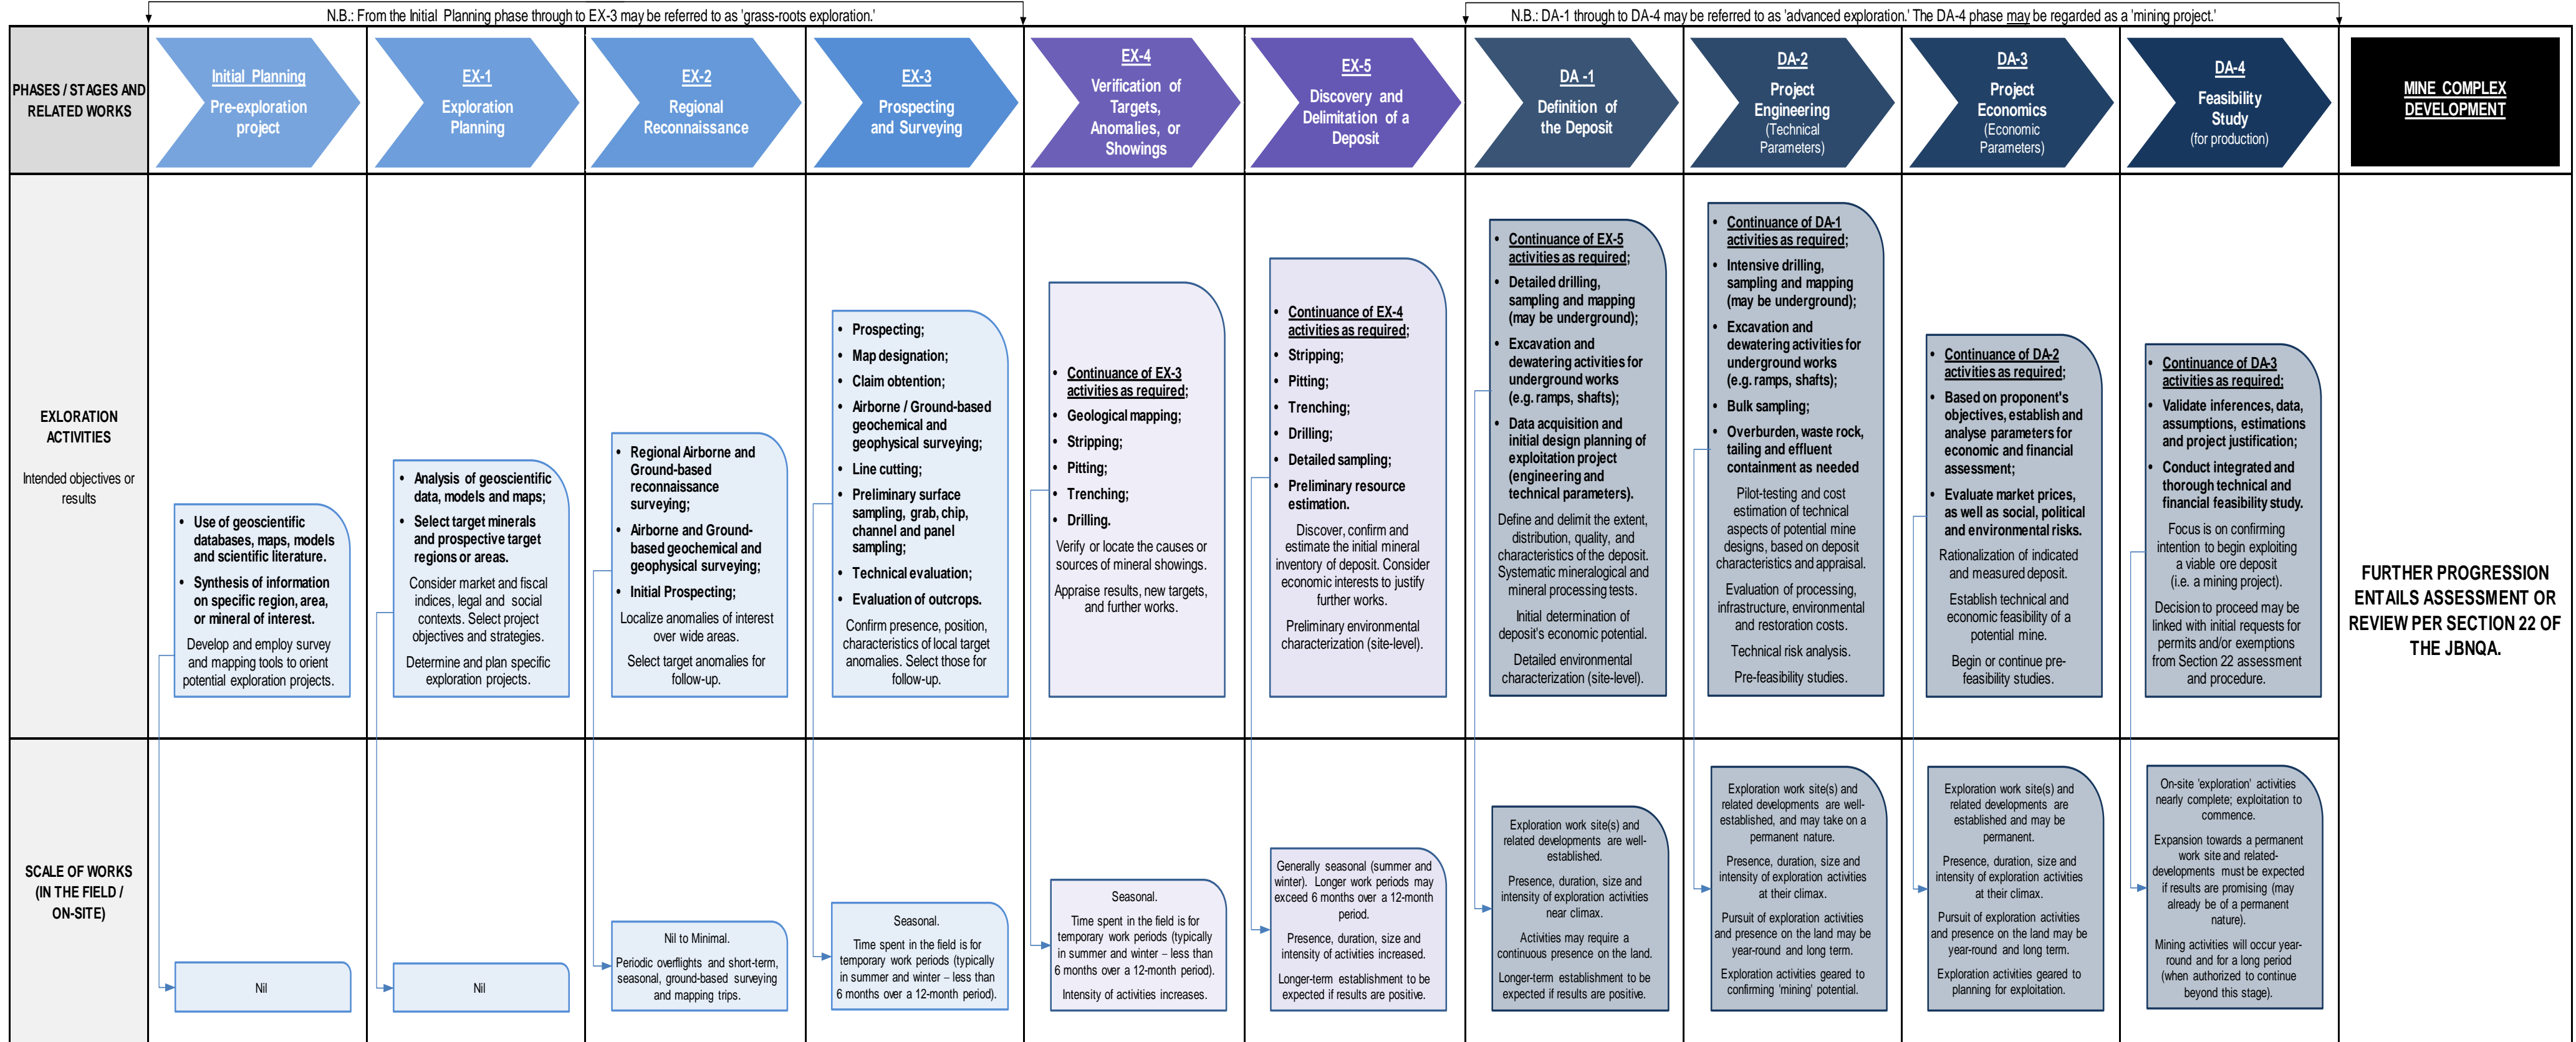 N.B.: From the Initial Planning phase through to EX-3 may be referred to as 'grass-roots exploration.'
N.B.: DA-1 through to DA-4 may be referred to as 'advanced exploration.' The DA-4 phase may be regarded as a 'mining project.'
PHASES / STAGES AND
RELATED WORKS
Initial Planning
Pre-exploration
project
EX-1
Exploration
Planning
EX-2
Regional
Reconnaissance
EX-3
Prospecting
and Surveying
EX-4
Verification of
Targets,
Anomalies, or
Showings
EX-5
Discovery and
Delimitation of a
Deposit
DA -1
Definition of
the Deposit
DA-2
Project
Engineering
(Technical
Parameters)
DA-3
Project
Economics
(Economic
Parameters)
DA-4
Feasibility
Study
(for production)
MINE COMPLEX
DEVELOPMENT
EXLORATION
ACTIVITIES
Intended objectives or
results
• Use of geoscientific
databases, maps, models
and scientific literature.
• Synthesis of information
on specific region, area,
or mineral of interest.
Develop and employ survey
and mapping tools to orient
potential exploration projects.
• Analysis of geoscientific
data, models and maps;
• Select target minerals
and prospective target
regions or areas.
Consider market and fiscal
indices, legal and social
contexts. Select project
objectives and strategies.
Determine and plan specific
exploration projects.
• Regional Airborne and
Ground-based
reconnaissance
surveying;
• Airborne and Ground-
based geochemical and
geophysical surveying;
• Initial Prospecting;
Localize anomalies of interest
over wide areas.
Select target anomalies for
follow-up.
• Prospecting;
• Map designation;
• Claim obtention;
• Airborne / Ground-based
geochemical and
geophysical surveying;
• Line cutting;
• Preliminary surface
sampling, grab, chip,
channel and panel
sampling;
• Technical evaluation;
• Evaluation of outcrops.
Confirm presence, position,
characteristics of local target
anomalies. Select those for
follow-up.
• Continuance of EX-3
activities as required;
• Geological mapping;
• Stripping;
• Pitting;
• Trenching;
• Drilling.
Verify or locate the causes or
sources of mineral showings.
Appraise results, new targets,
and further works.
• Continuance of EX-4
activities as required;
• Stripping;
• Pitting;
• Trenching;
• Drilling;
• Detailed sampling;
• Preliminary resource
estimation.
Discover, confirm and
estimate the initial mineral
inventory of deposit. Consider
economic interests to justify
further works.
Preliminary environmental
characterization (site-level).
• Continuance of EX-5
activities as required;
• Detailed drilling,
sampling and mapping
(may be underground);
• Excavation and
dewatering activities for
underground works
(e.g. ramps, shafts);
• Data acquisition and
initial design planning of
exploitation project
(engineering and
technical parameters).
Define and delimit the extent,
distribution, quality, and
characteristics of the deposit.
Systematic mineralogical and
mineral processing tests.
Initial determination of
deposit's economic potential.
Detailed environmental
characterization (site-level).
• Continuance of DA-1
activities as required;
• Intensive drilling,
sampling and mapping
(may be underground);
• Excavation and
dewatering activities for
underground works
(e.g. ramps, shafts);
• Bulk sampling;
• Overburden, waste rock,
tailing and effluent
containment as needed
Pilot-testing and cost
estimation of technical
aspects of potential mine
designs, based on deposit
characteristics and appraisal.
Evaluation of processing,
infrastructure, environmental
and restoration costs.
Technical risk analysis.
Pre-feasibility studies.
• Continuance of DA-2
activities as required;
• Based on proponent's
objectives, establish and
analyse parameters for
economic and financial
assessment;
• Evaluate market prices,
as well as social, political
and environmental risks.
Rationalization of indicated
and measured deposit.
Establish technical and
economic feasibility of a
potential mine.
Begin or continue pre-
feasibility studies.
• Continuance of DA-3
activities as required;
• Validate inferences, data,
assumptions, estimations
and project justification;
• Conduct integrated and
thorough technical and
financial feasibility study.
Focus is on confirming
intention to begin exploiting
a viable ore deposit
(i.e. a mining project).
Decision to proceed may be
linked with initial requests for
permits and/or exemptions
from Section 22 assessment
and procedure.
FURTHER PROGRESSION
ENTAILS ASSESSMENT OR
REVIEW PER SECTION 22 OF
THE JBNQA.
SCALE OF WORKS
(IN THE FIELD /
ON-SITE)
Nil
Nil
Nil to Minimal.
Periodic overflights and short-term,
seasonal, ground-based surveying
and mapping trips.
Seasonal.
Time spent in the field is for
temporary work periods (typically
in summer and winter – less than
6 months over a 12-month period).
Seasonal.
Time spent in the field is for
temporary work periods (typically
in summer and winter – less than
6 months over a 12-month period).
Intensity of activities increases.
Generally seasonal (summer and
winter). Longer work periods may
exceed 6 months over a 12-month
period.
Presence, duration, size and
intensity of activities increased.
Longer-term establishment to be
expected if results are positive.
Exploration work site(s) and
related developments are well-
established.
Presence, duration, size and
intensity of exploration activities
near climax.
Activities may require a
continuous presence on the land.
Longer-term establishment to be
expected if results are positive.
Exploration work site(s) and
related developments are well-
established, and may take on a
permanent nature.
Presence, duration, size and
intensity of exploration activities
at their climax.
Pursuit of exploration activities
and presence on the land may be
year-round and long term.
Exploration activities geared to
confirming 'mining' potential.
Exploration work site(s) and
related developments are
established and may be
permanent.
Presence, duration, size and
intensity of exploration activities
at their climax.
Pursuit of exploration activities
and presence on the land may be
year-round and long term.
Exploration activities geared to
planning for exploitation.
On-site 'exploration' activities
nearly complete; exploitation to
commence.
Expansion towards a permanent
work site and related-
developments must be expected
if results are promising (may
already be of a permanent
nature).
Mining activities will occur year-
round and for a long period
(when authorized to continue
beyond this stage).